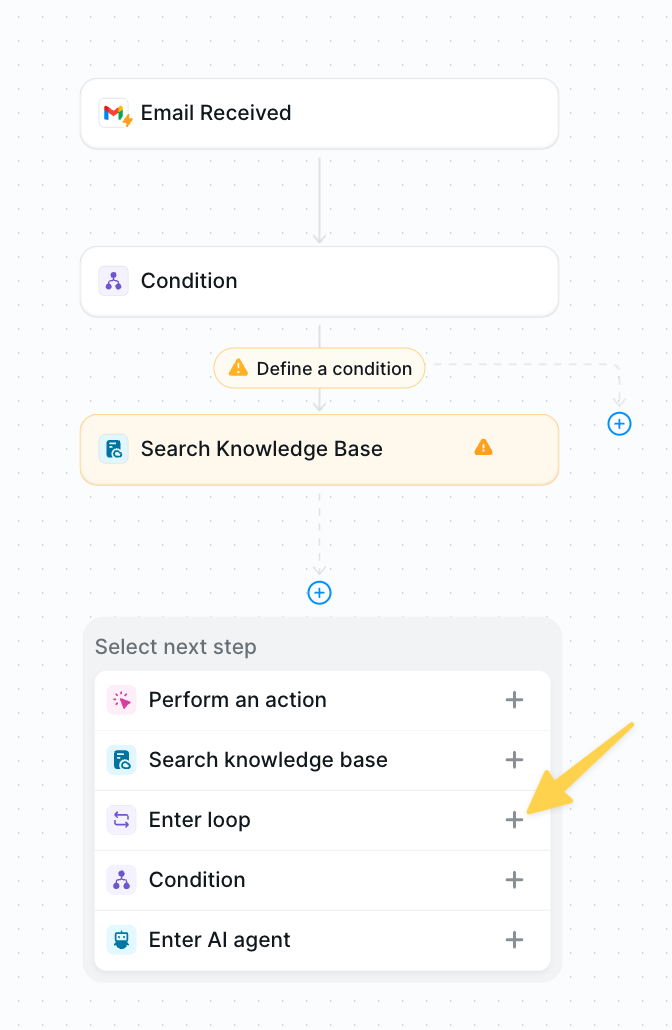 Email Received
Condition
Define a condition
Search Knowledge Base
Select next step
Perform an action
Search knowledge base
Enter loop
Condition
Enter AI agent